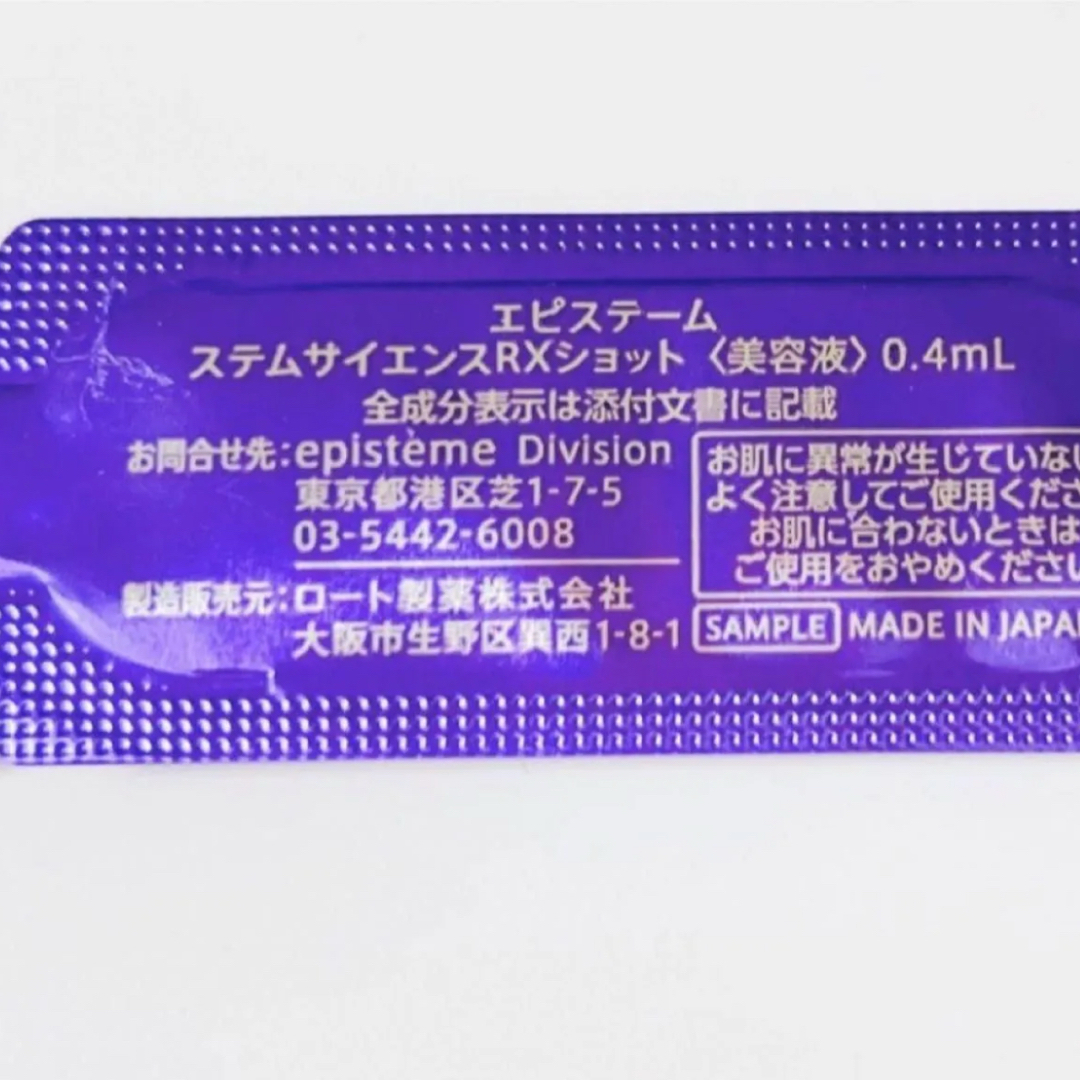 エピステーム
ステムサイエンスRXショット〈美容液〉0.4mL
全成分表示は添付文書に記載
お問合せ先:epistème Division
東京都港区芝1-7-5
03-5442-6008
製造販売元:ロート製薬株式会社
大阪市生野区巽西1-8-1
お肌に異常が生じていない
よく注意してご使用くださ
お肌に合わないときは
ご使用をおやめください
SAMPLE MADE IN JAPAN